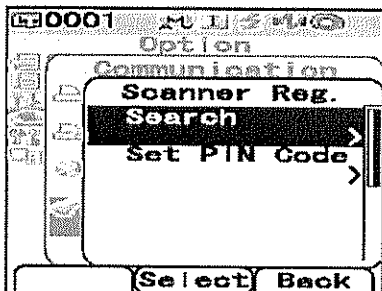 0001
Option
Communication
Scanner Reg.
Search
>
Set PIN Code
>
Select Back